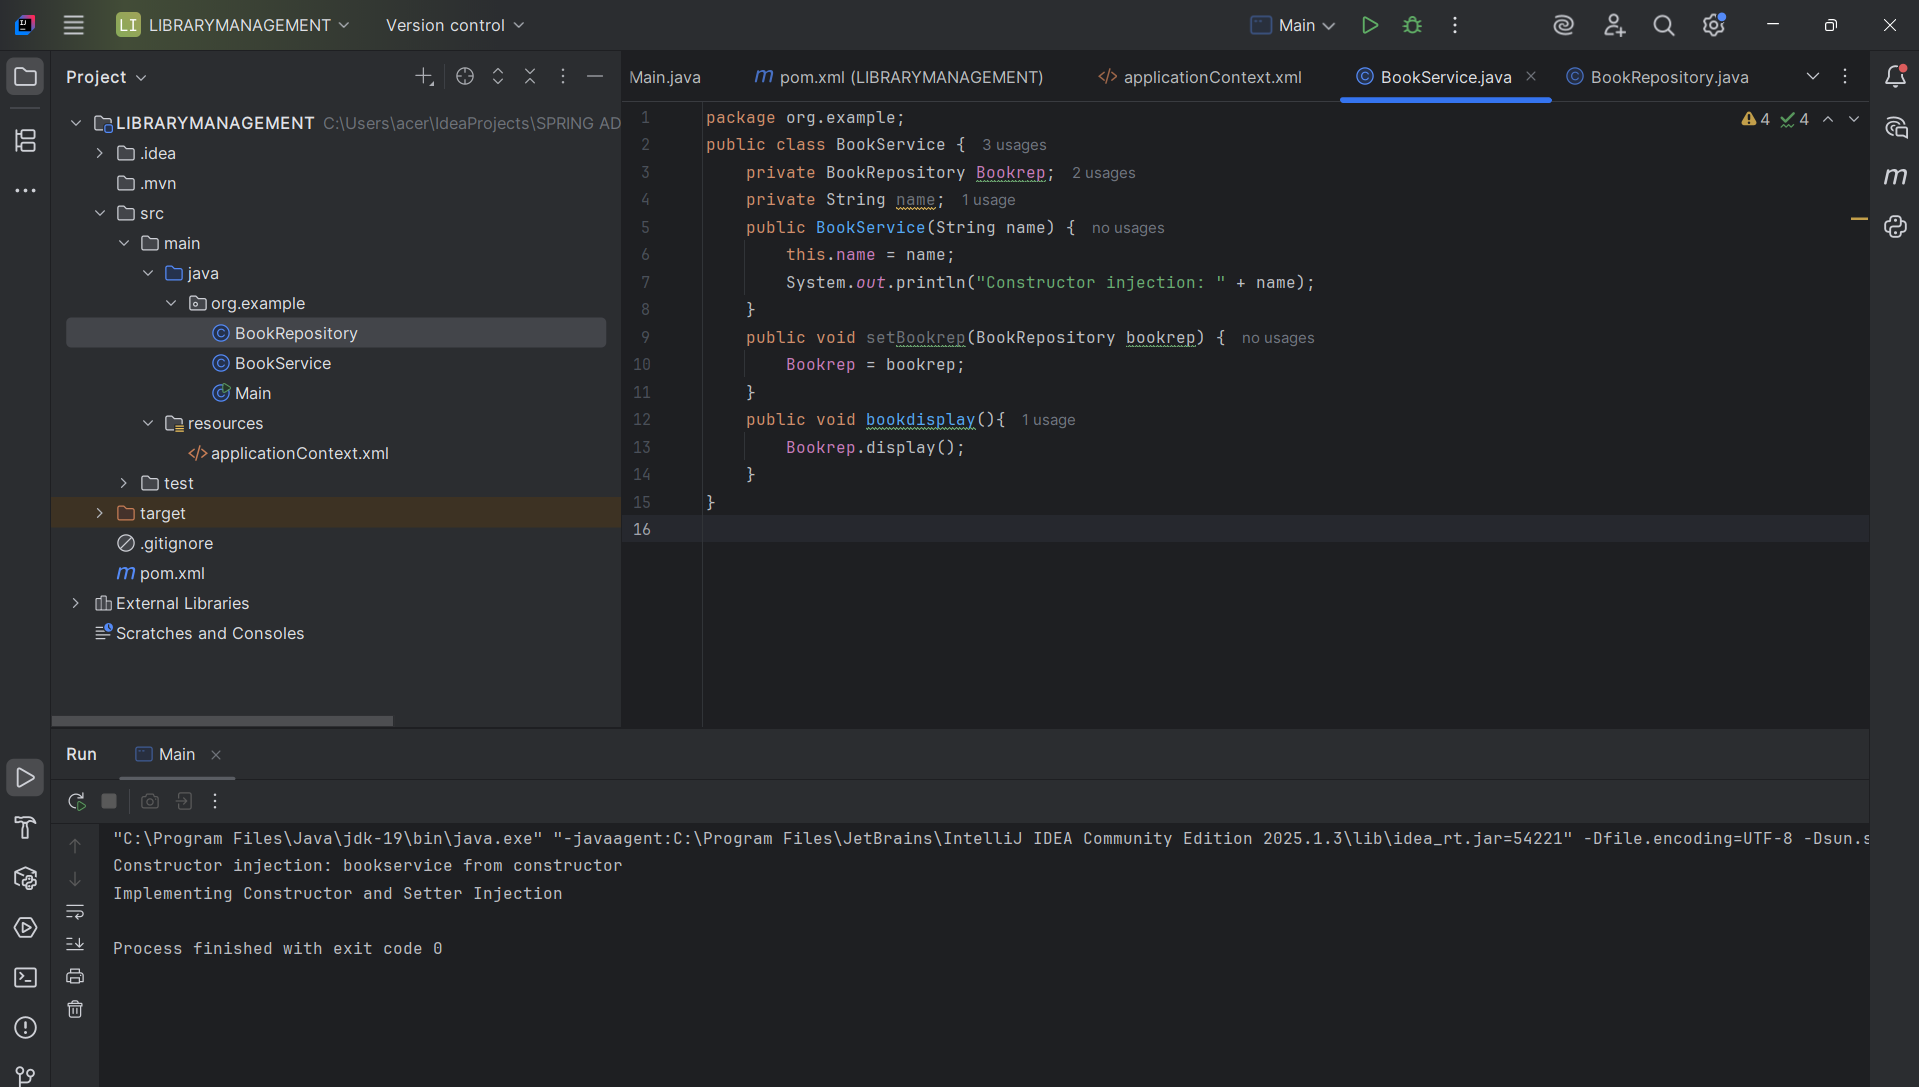 LI LIBRARYMANAGEMENT Version control Main
Project
Main.java pom.xml (LIBRARYMANAGEMENT) applicationContext.xml BookService.java BookRepository.java
LIBRARYMANAGEMENT C:\Users\acer\IdeaProjects\SPRING AD
.idea
.mvn
src
main
java
org.example
BookRepository
BookService
Main
resources
applicationContext.xml
test
target
.gitignore
pom.xml
External Libraries
Scratches and Consoles
4 4
1 package org.example;
2 public class BookService { 3 usages
3 private BookRepository Bookrep; 2 usages
4 private String name; 1 usage
5 public BookService(String name) { no usages
6 this.name = name;
7 System.out.println("Constructor injection: " + name);
8 }
9 public void setBookrep(BookRepository bookrep) { no usages
10 Bookrep = bookrep;
11 }
12 public void bookdisplay(){ 1 usage
13 Bookrep.display();
14 }
15 }
16
Run Main
"C:\Program Files\Java\jdk-19\bin\java.exe" "-javaagent:C:\Program Files\JetBrains\IntelliJ IDEA Community Edition 2025.1.3\lib\idea_rt.jar=54221" -Dfile.encoding=UTF-8 -Dsun.s
Constructor injection: bookservice from constructor
Implementing Constructor and Setter Injection
Process finished with exit code 0